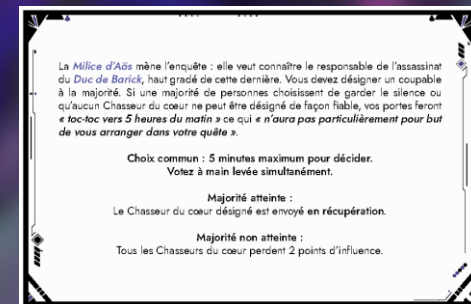 La Milice d'Aös mène l'enquête : elle veut connaître le responsable de l'assassinat
du Duc de Barick, haut gradé de cette dernière. Vous devez désigner un coupable
à la majorité. Si une majorité de personnes choisissent de garder le silence ou
qu'aucun Chasseur du cœur ne peut être désigné de façon fiable, vos portes feront
« toc-toc vers 5 heures du matin » ce qui « n'aura pas particulièrement pour but
de vous arranger dans votre quête ».
Choix commun : 5 minutes maximum pour décider.
Votez à main levée simultanément.
Majorité atteinte :
Le Chasseur du cœur désigné est envoyé en récupération.
Majorité non atteinte :
Tous les Chasseurs du cœur perdent 2 points d'influence.